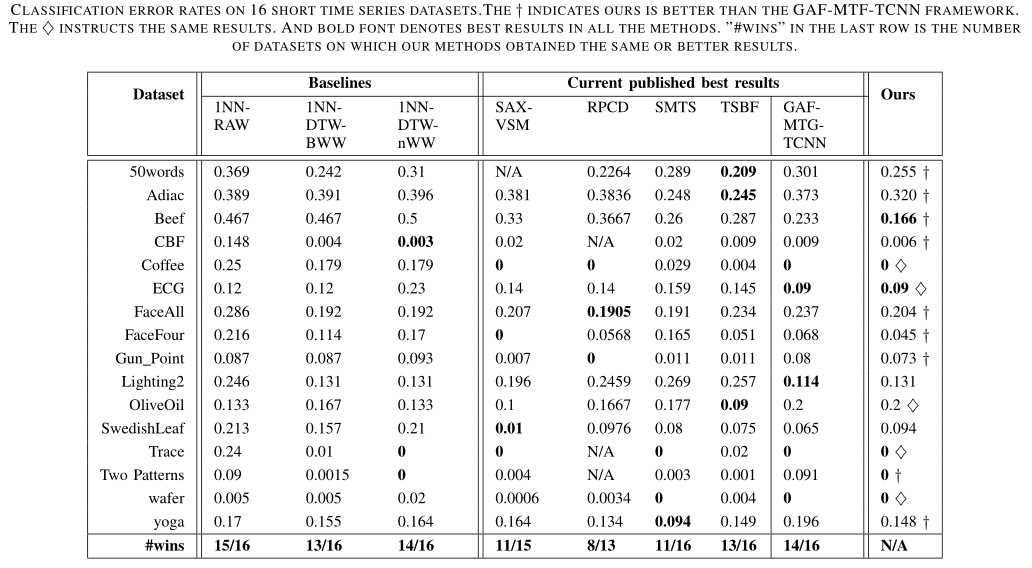 CLASSIFICATION ERROR RATES ON 16 SHORT TIME SERIES DATASETS.THE † INDICATES OURS IS BETTER THAN THE GAF-MTF-TCNN FRAMEWORK.
THE ◇ INSTRUCTS THE SAME RESULTS. AND BOLD FONT DENOTES BEST RESULTS IN ALL THE METHODS. ”#WINS” IN THE LAST ROW IS THE NUMBER
OF DATASETS ON WHICH OUR METHODS OBTAINED THE SAME OR BETTER RESULTS.
Dataset Baselines Current published best results Ours
1NN-RAW 1NN-DTW-BWW 1NN-DTW-nWW SAX-VSM RPCD SMTS TSBF GAF-MTG-TCNN
50words 0.369 0.242 0.31 N/A 0.2264 0.289 0.209 0.301 0.255 †
Adiac 0.389 0.391 0.396 0.381 0.3836 0.248 0.245 0.373 0.320 †
Beef 0.467 0.467 0.5 0.33 0.3667 0.26 0.287 0.233 0.166 †
CBF 0.148 0.004 0.003 0.02 N/A 0.02 0.009 0.009 0.006 †
Coffee 0.25 0.179 0.179 0 0 0.029 0.004 0 0 ◇
ECG 0.12 0.12 0.23 0.14 0.14 0.159 0.145 0.09 0.09 ◇
FaceAll 0.286 0.192 0.192 0.207 0.1905 0.191 0.234 0.237 0.204 †
FaceFour 0.216 0.114 0.17 0 0.0568 0.165 0.051 0.068 0.045 †
Gun_Point 0.087 0.087 0.093 0.007 0 0.011 0.011 0.08 0.073 †
Lighting2 0.246 0.131 0.131 0.196 0.2459 0.269 0.257 0.114 0.131
OliveOil 0.133 0.167 0.133 0.1 0.1667 0.177 0.09 0.2 0.2 ◇
SwedishLeaf 0.213 0.157 0.21 0.01 0.0976 0.08 0.075 0.065 0.094
Trace 0.24 0.01 0 0 N/A 0 0.02 0 0 ◇
Two Patterns 0.09 0.0015 0 0.004 N/A 0.003 0.001 0.091 0 †
wafer 0.005 0.005 0.02 0.0006 0.0034 0 0.004 0 0 ◇
yoga 0.17 0.155 0.164 0.164 0.134 0.094 0.149 0.196 0.148 †
#wins 15/16 13/16 14/16 11/15 8/13 11/16 13/16 14/16 N/A